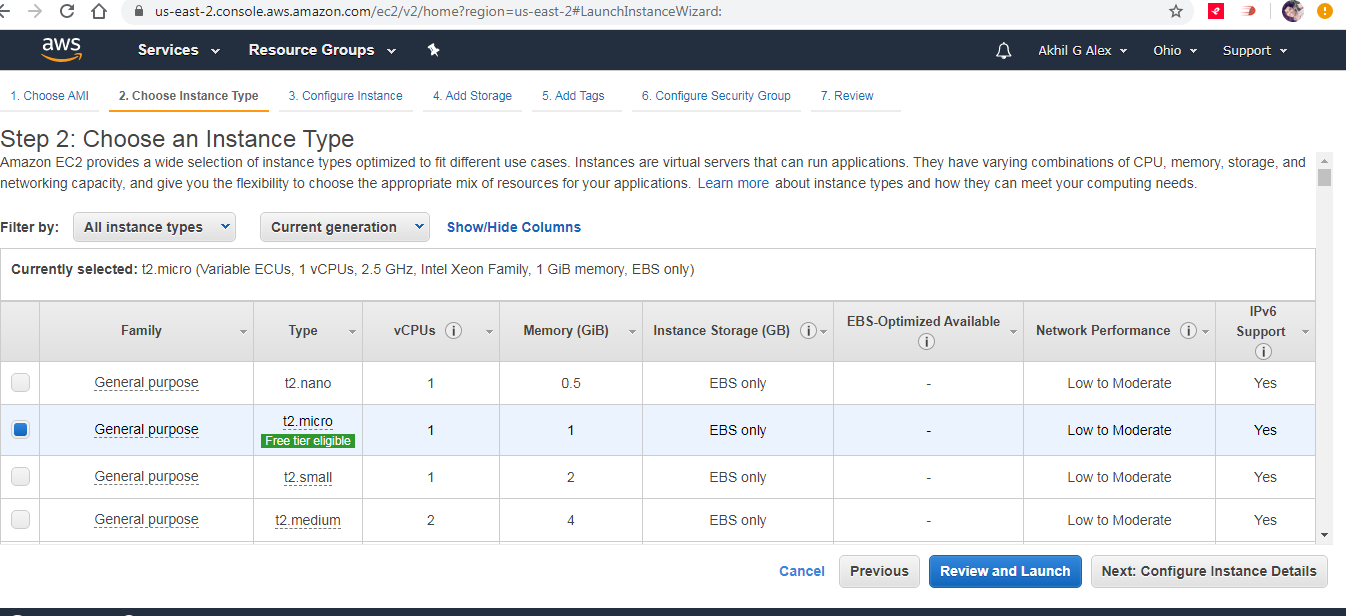 us-east-2.console.aws.amazon.com/ec2/v2/home?region=us-east-2#LaunchInstanceWizard:
aws Services Resource Groups Akhil G Alex Ohio Support
1. Choose AMI 2. Choose Instance Type 3. Configure Instance 4. Add Storage 5. Add Tags 6. Configure Security Group 7. Review
Step 2: Choose an Instance Type
Amazon EC2 provides a wide selection of instance types optimized to fit different use cases. Instances are virtual servers that can run applications. They have varying combinations of CPU, memory, storage, and
networking capacity, and give you the flexibility to choose the appropriate mix of resources for your applications. Learn more about instance types and how they can meet your computing needs.
Filter by: All instance types Current generation Show/Hide Columns
Currently selected: t2.micro (Variable ECUs, 1 vCPUs, 2.5 GHz, Intel Xeon Family, 1 GiB memory, EBS only)
Family Type vCPUs Memory (GiB) Instance Storage (GB) EBS-Optimized Available Network Performance IPv6 Support
General purpose t2.nano 1 0.5 EBS only - Low to Moderate Yes
General purpose t2.micro 1 1 EBS only - Low to Moderate Yes
Free tier eligible
General purpose t2.small 1 2 EBS only - Low to Moderate Yes
General purpose t2.medium 2 4 EBS only - Low to Moderate Yes
Cancel Previous Review and Launch Next: Configure Instance Details